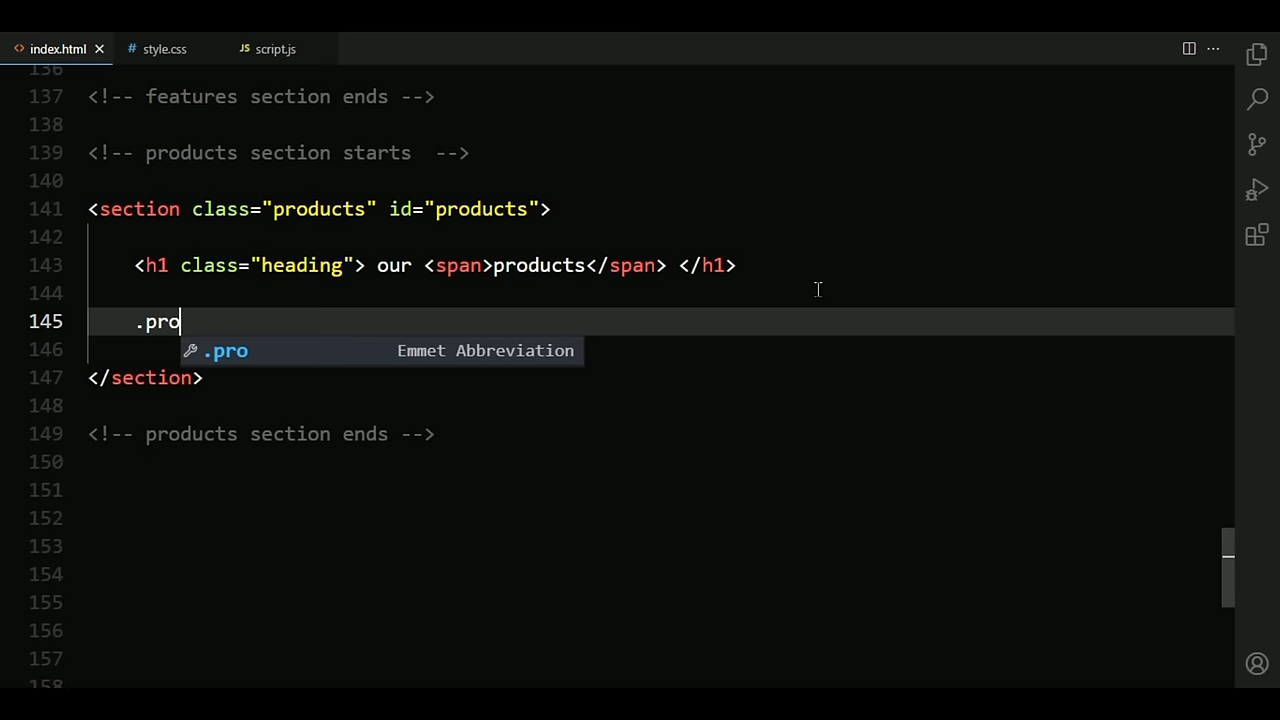 index.html style.css JS script.js
136
137 <!-- features section ends -->
138
139 <!-- products section starts  -->
140
141 <section class="products" id="products">
142
143 <h1 class="heading"> our <span>products</span> </h1>
144
145 .pro
146 .pro Emmet Abbreviation
147 </section>
148
149 <!-- products section ends -->
150
151
152
153
154
155
156
157
158